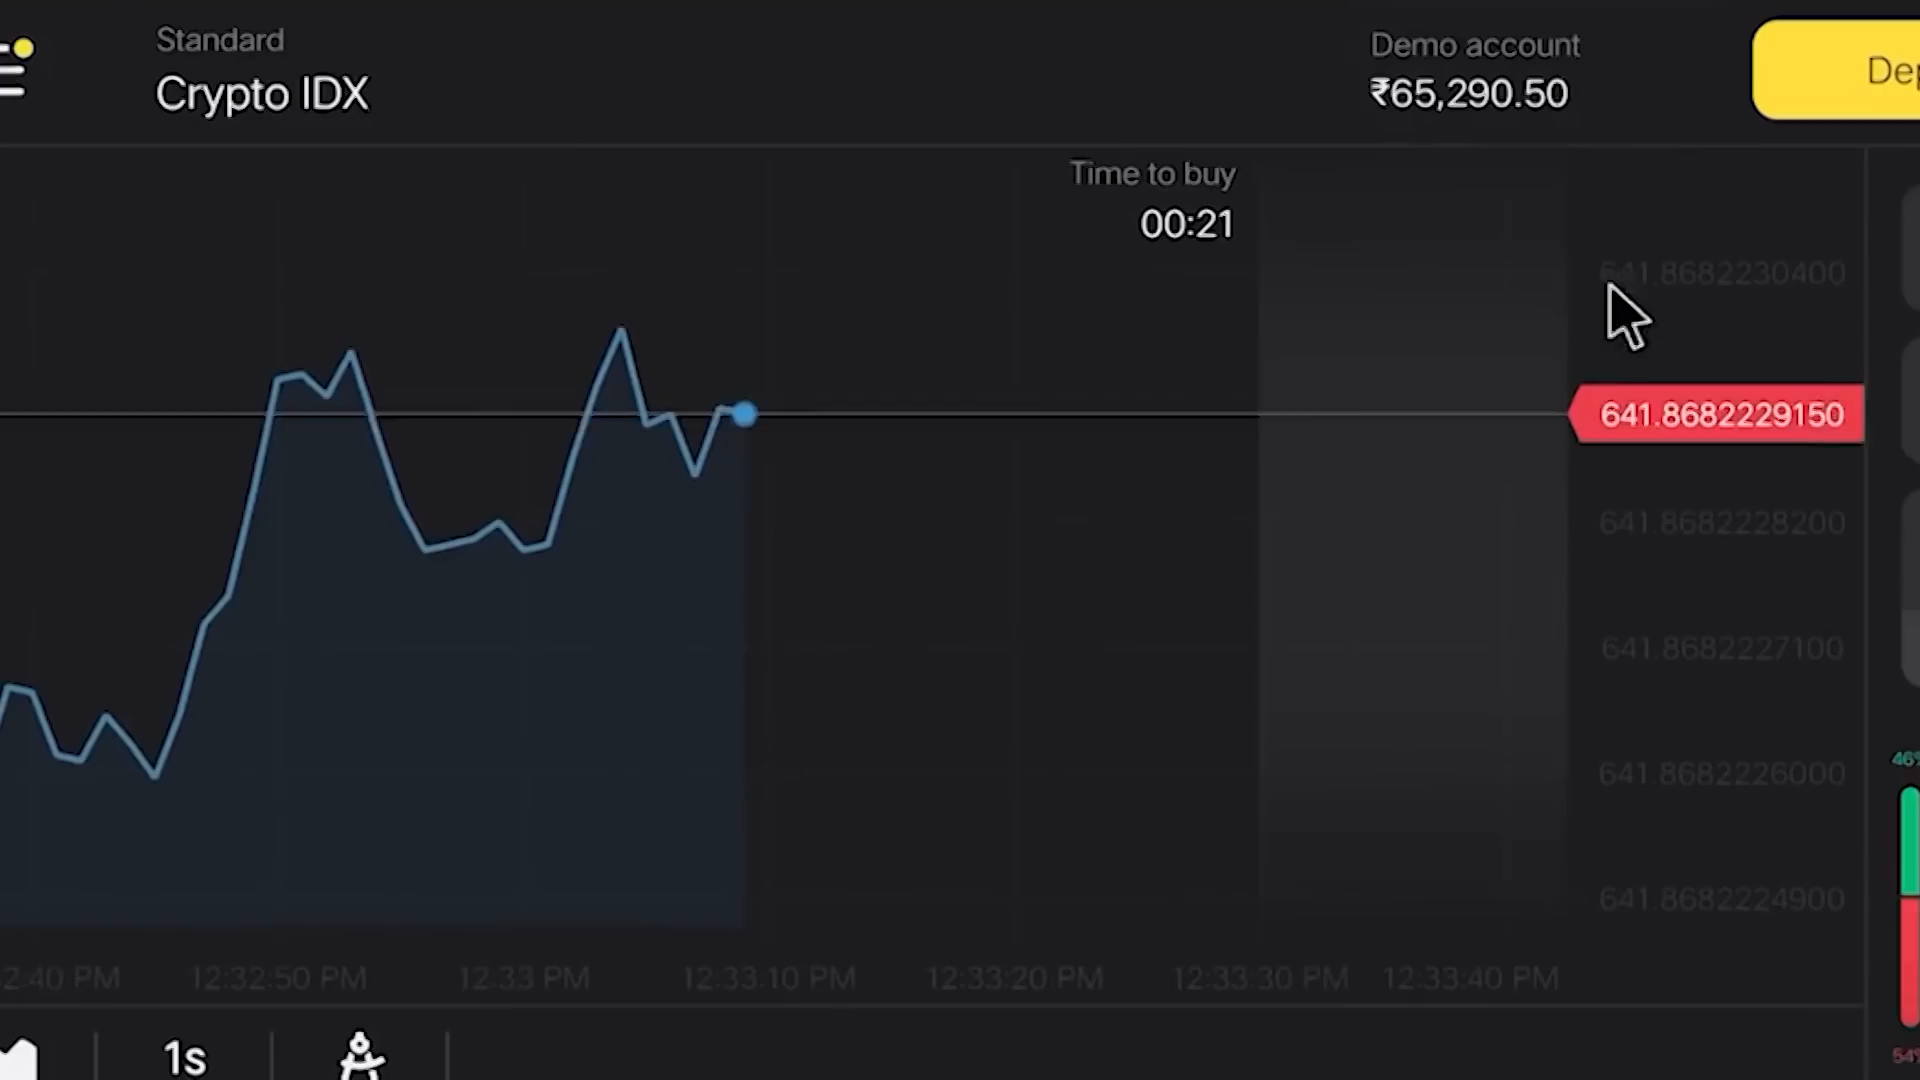 Standard
Crypto IDX
Demo account
₹65,290.50
Time to buy
00:21
641.8682230400
641.8682229150
641.8682228200
641.8682227100
641.8682226000
641.8682224900
46%
54%
2:40 PM
12:32:50 PM
12:33 PM
12:33:10 PM
12:33:20 PM
12:33:30 PM
12:33:40 PM
1s